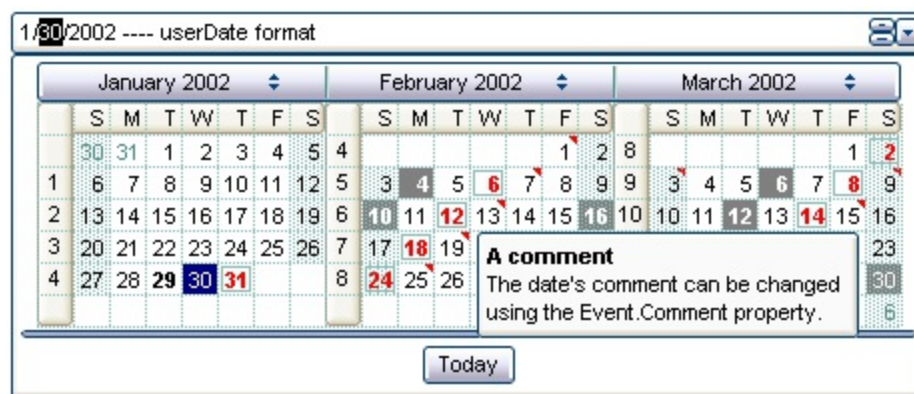 1/30/2002 ---- userDate format
January 2002 February 2002 March 2002
S M T W T F S S M T W T F S S M T W T F S
30 31 1 2 3 4 5 4 1 2 8 1 2
1 6 7 8 9 10 11 12 5 3 4 5 6 7 8 9 9 3 4 5 6 7 8 9
2 13 14 15 16 17 18 19 6 10 11 12 13 14 15 16 10 10 11 12 13 14 15 16
3 20 21 22 23 24 25 26 7 17 18 19 23
4 27 28 29 30 31 8 24 25 26 30
6
A comment
The date's comment can be changed
using the Event.Comment property.
Today